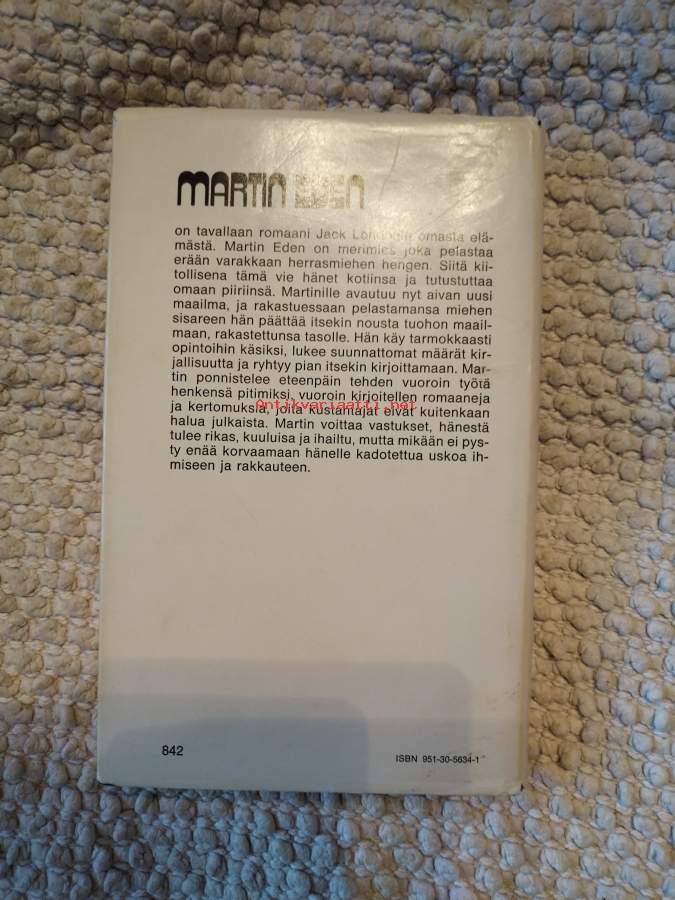 MARTIN EDEN
on tavallaan romaani Jack Londonin omasta elä-
mästä. Martin Eden on merimies joka pelastaa
erään varakkaan herrasmiehen hengen. Siitä kii-
tollisena tämä vie hänet kotiinsa ja tutustuttaa
omaan piiriinsä. Martinille avautuu nyt aivan uusi
maailma, ja rakastuessaan pelastamansa miehen
sisareen hän päättää itsekin nousta tuohon maail-
maan, rakastettunsa tasolle. Hän käy tarmokkaasti
opintoihin käsiksi, lukee suunnattomat määrät kir-
jallisuutta ja ryhtyy pian itsekin kirjoittamaan. Mar-
tin ponnistelee eteenpäin tehden vuoroin työtä
henkensä pitimiksi, vuoroin kirjoitellen romaaneja
ja kertomuksia, joita kustantajat eivät kuitenkaan
Antikvariaatti.net
halua julkaista. Martin voittaa vastukset, hänestä
tulee rikas, kuuluisa ja ihailtu, mutta mikään ei pys-
ty enää korvaamaan hänelle kadotettua uskoa ih-
miseen ja rakkauteen.
842
ISBN 951-30-5634-1